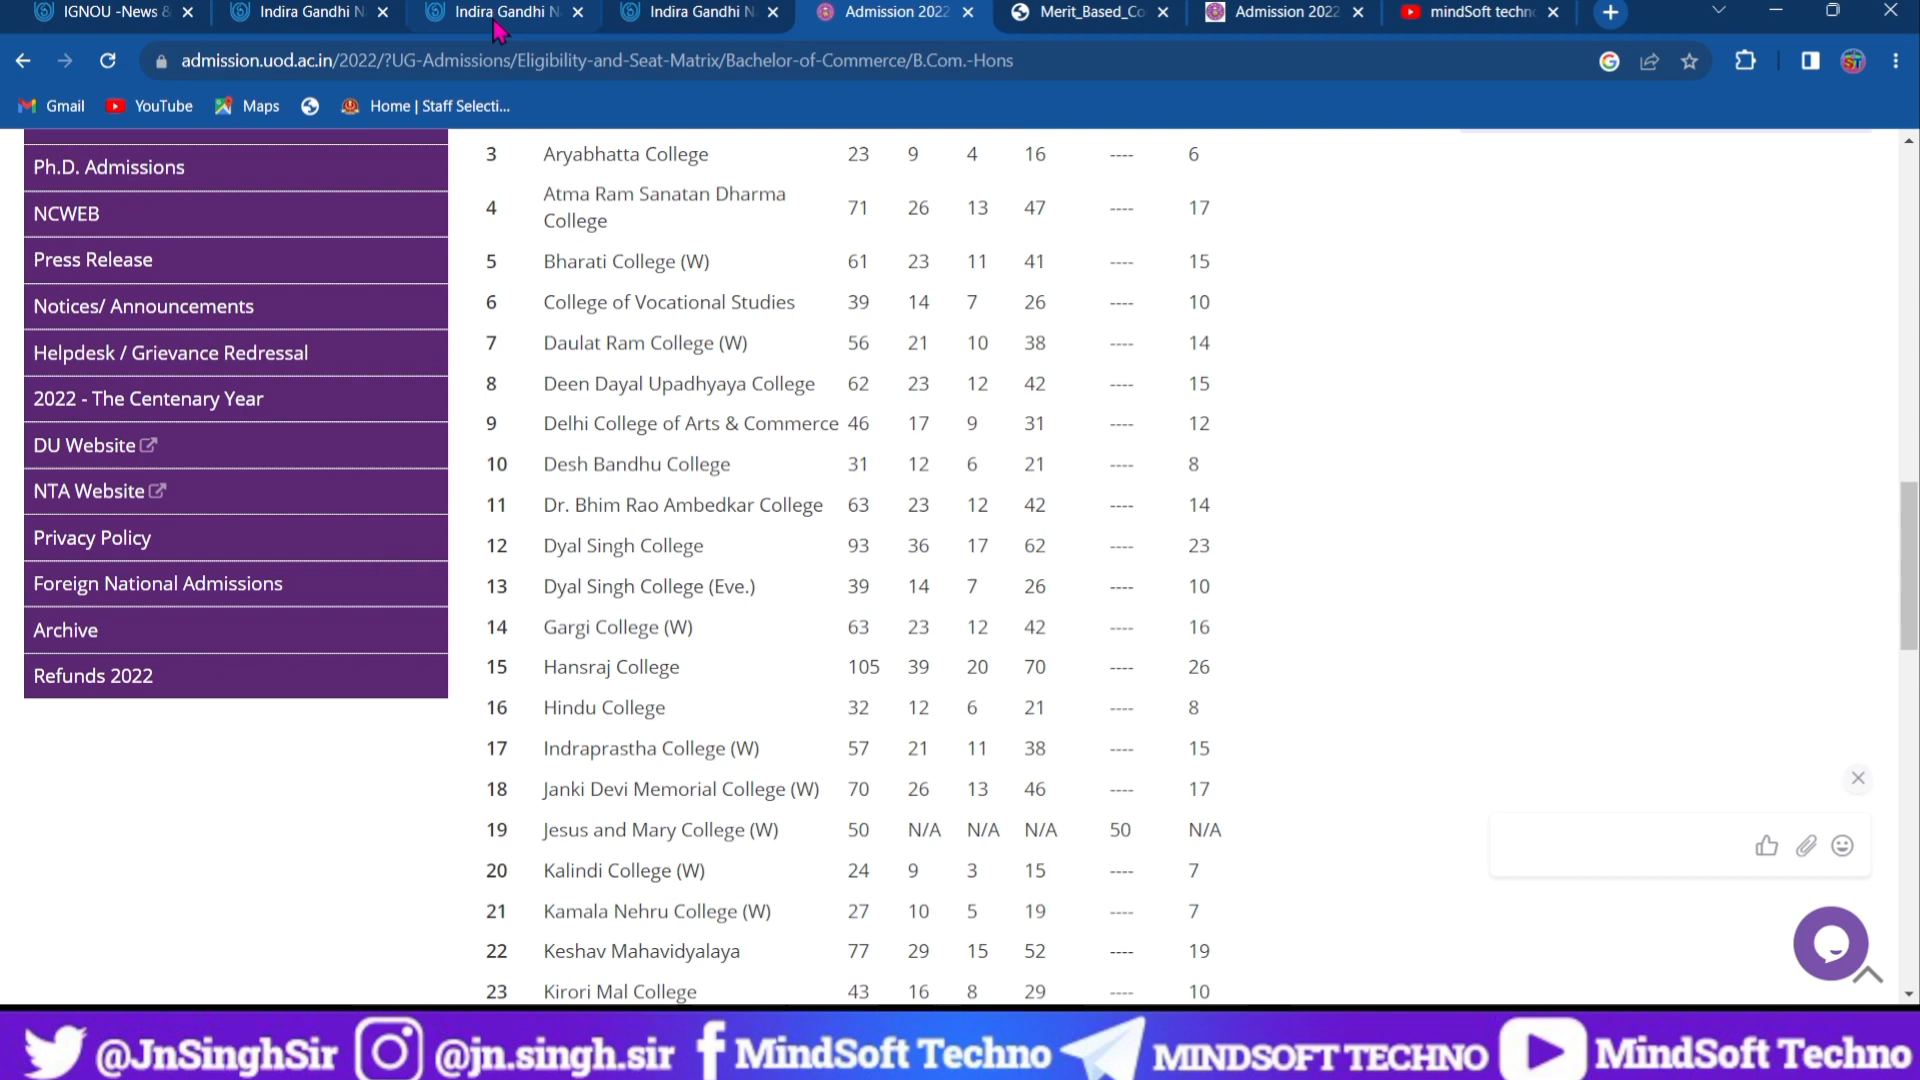 IGNOU -News &
Indira Gandhi N
Indira Gandhi N
Indira Gandhi N
Admission 2022
Merit_Based_Co
Admission 2022
mindSoft techn
admission.uod.ac.in/2022/?UG-Admissions/Eligibility-and-Seat-Matrix/Bachelor-of-Commerce/B.Com.-Hons
Gmail YouTube Maps Home | Staff Selecti...
Ph.D. Admissions
NCWEB
Press Release
Notices/ Announcements
Helpdesk / Grievance Redressal
2022 - The Centenary Year
DU Website
NTA Website
Privacy Policy
Foreign National Admissions
Archive
Refunds 2022
3 Aryabhatta College 23 9 4 16 ---- 6
4 Atma Ram Sanatan Dharma College 71 26 13 47 ---- 17
5 Bharati College (W) 61 23 11 41 ---- 15
6 College of Vocational Studies 39 14 7 26 ---- 10
7 Daulat Ram College (W) 56 21 10 38 ---- 14
8 Deen Dayal Upadhyaya College 62 23 12 42 ---- 15
9 Delhi College of Arts & Commerce 46 17 9 31 ---- 12
10 Desh Bandhu College 31 12 6 21 ---- 8
11 Dr. Bhim Rao Ambedkar College 63 23 12 42 ---- 14
12 Dyal Singh College 93 36 17 62 ---- 23
13 Dyal Singh College (Eve.) 39 14 7 26 ---- 10
14 Gargi College (W) 63 23 12 42 ---- 16
15 Hansraj College 105 39 20 70 ---- 26
16 Hindu College 32 12 6 21 ---- 8
17 Indraprastha College (W) 57 21 11 38 ---- 15
18 Janki Devi Memorial College (W) 70 26 13 46 ---- 17
19 Jesus and Mary College (W) 50 N/A N/A N/A 50 N/A
20 Kalindi College (W) 24 9 3 15 ---- 7
21 Kamala Nehru College (W) 27 10 5 19 ---- 7
22 Keshav Mahavidyalaya 77 29 15 52 ---- 19
23 Kirori Mal College 43 16 8 29 ---- 10
@JnSinghSir @jn.singh.sir MindSoft Techno MINDSOFT TECHNO MindSoft Techno